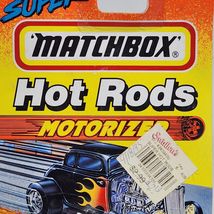 SUPER
MATCHBOX
Hot Rods
MOTORIZED